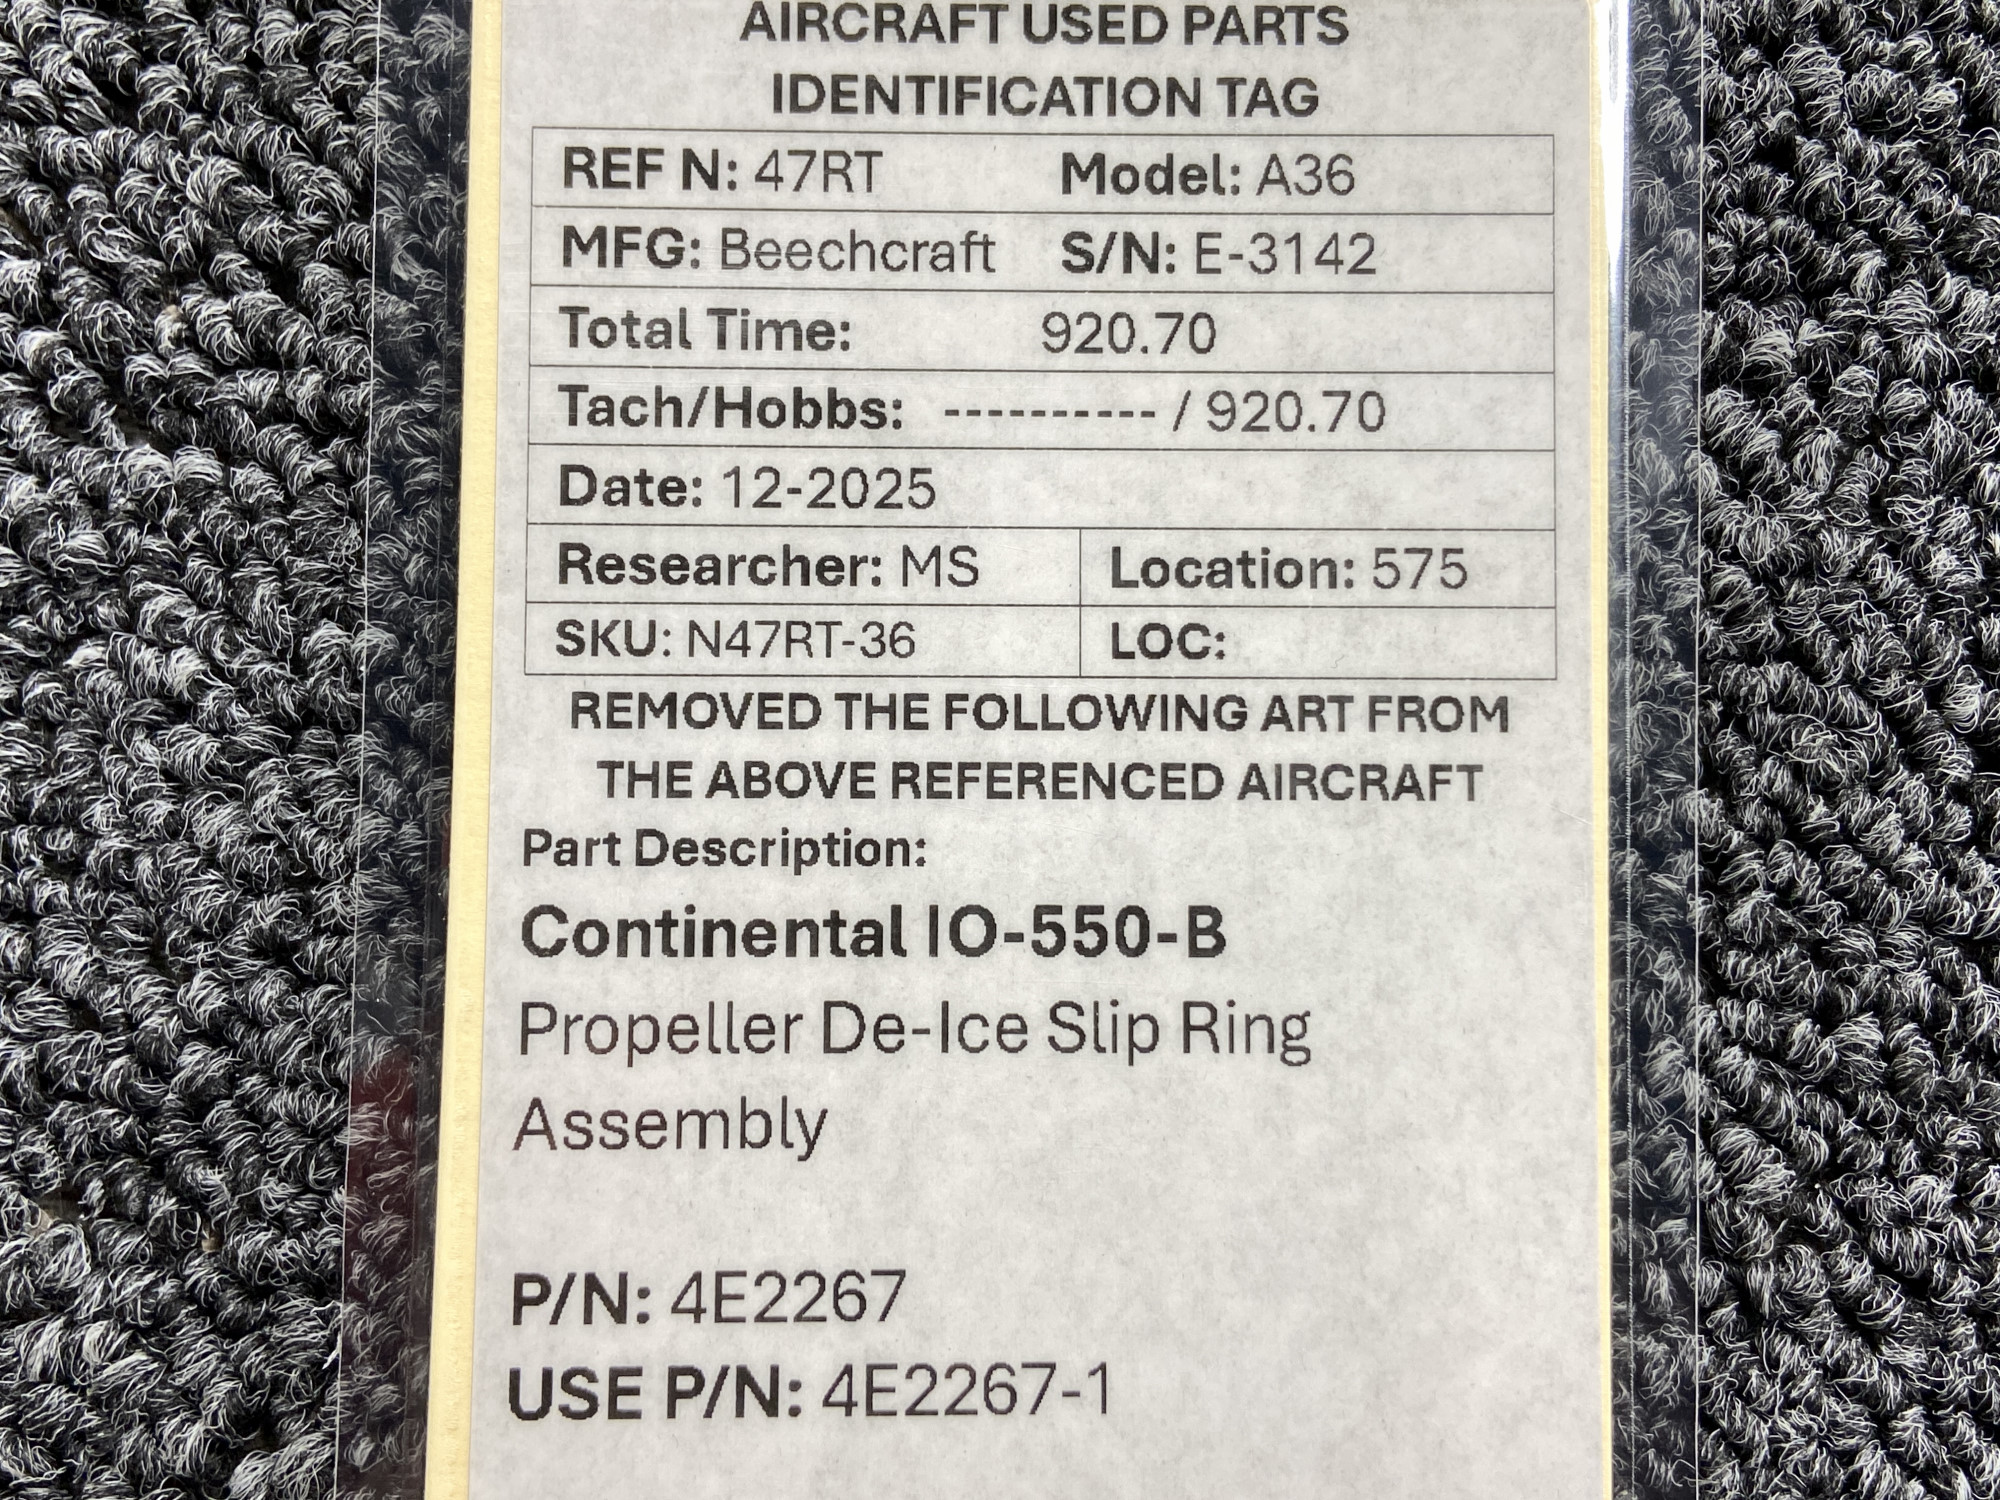 AIRCRAFT USED PARTS
IDENTIFICATION TAG
REF N: 47RT Model: A36
MFG: Beechcraft S/N: E-3142
Total Time: 920.70
Tach/Hobbs: ---------- / 920.70
Date: 12-2025
Researcher: MS Location: 575
SKU: N47RT-36 LOC:
REMOVED THE FOLLOWING ART FROM
THE ABOVE REFERENCED AIRCRAFT
Part Description:
Continental IO-550-B
Propeller De-Ice Slip Ring
Assembly
P/N: 4E2267
USE P/N: 4E2267-1